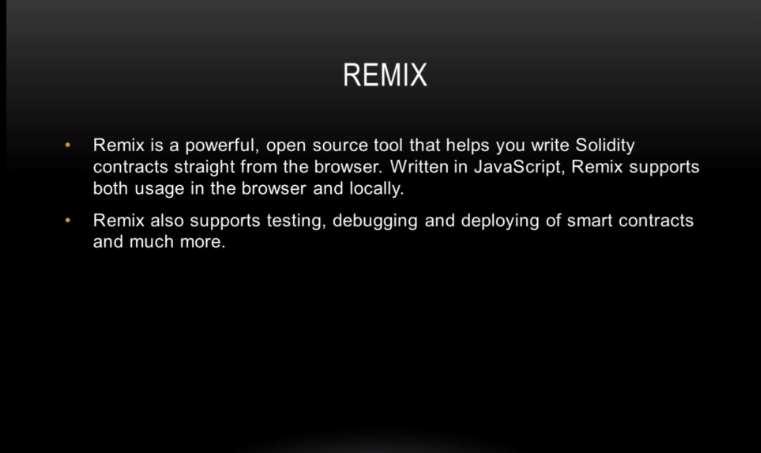 REMIX
• Remix is a powerful, open source tool that helps you write Solidity
contracts straight from the browser. Written in JavaScript, Remix supports
both usage in the browser and locally.
• Remix also supports testing, debugging and deploying of smart contracts
and much more.